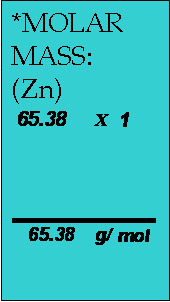 *MOLAR
MASS:
(Zn)
65.38 X 1
65.38 g/ mol